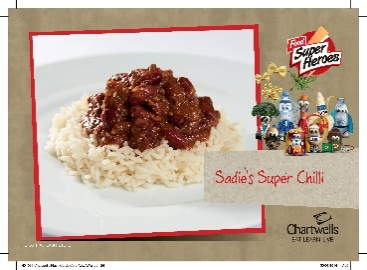 Food
Super
Heroes
Sadie's Super Chilli
Chartwells
EAT LEARN LIVE